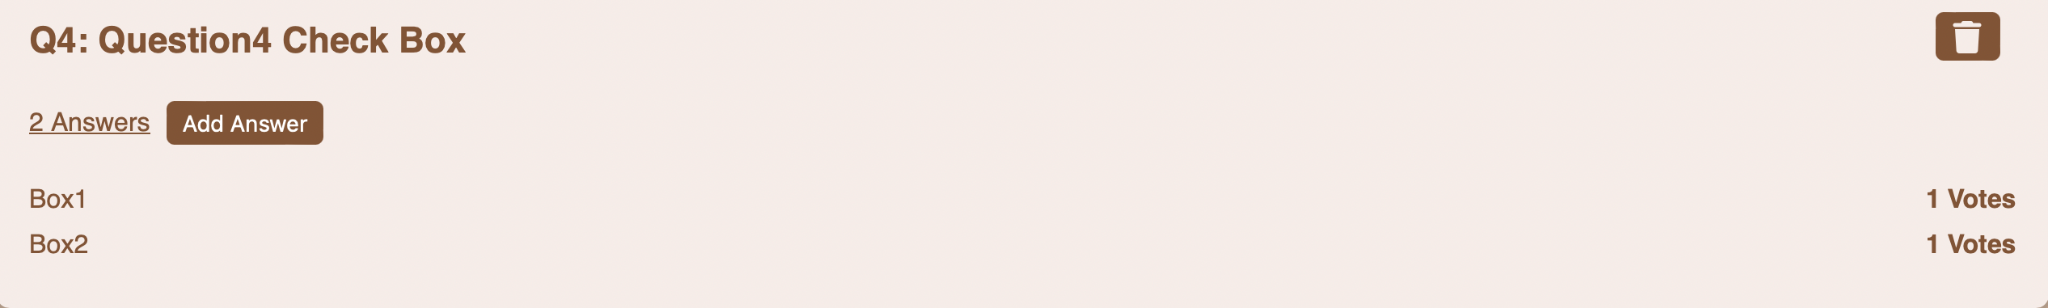 Q4: Question4 Check Box
2 Answers Add Answer
Box1 1 Votes
Box2 1 Votes